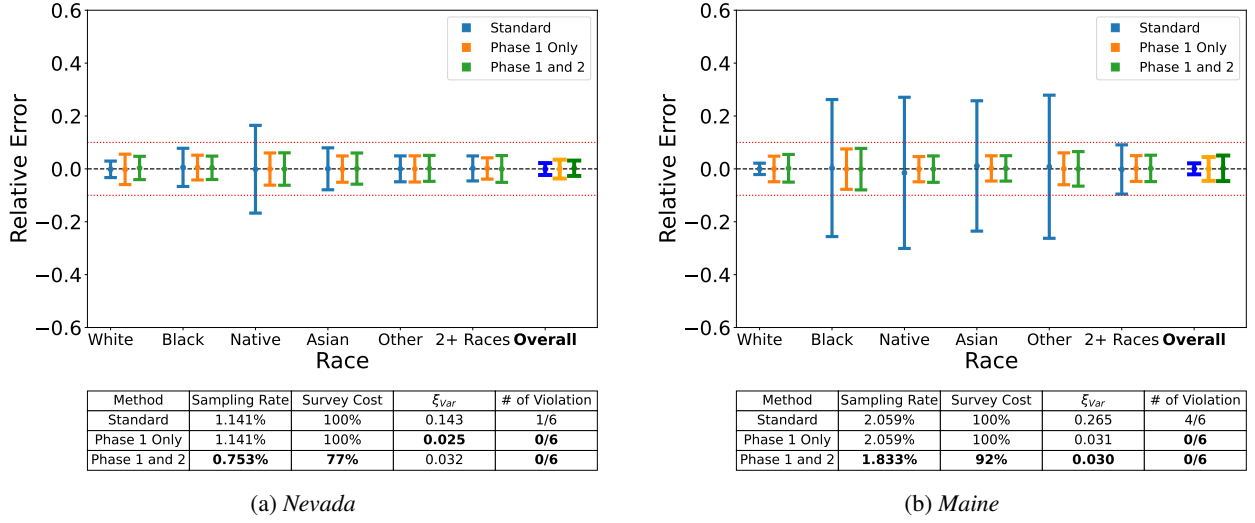 0.6
0.4
0.2
0.0
−0.2
−0.4
−0.6
Relative Error
Standard
Phase 1 Only
Phase 1 and 2
White Black Native Asian Other 2+ Races Overall
Race
Method Sampling Rate Survey Cost ξVar # of Violation
Standard 1.141% 100% 0.143 1/6
Phase 1 Only 1.141% 100% 0.025 0/6
Phase 1 and 2 0.753% 77% 0.032 0/6
(a) Nevada
0.6
0.4
0.2
0.0
−0.2
−0.4
−0.6
Relative Error
Standard
Phase 1 Only
Phase 1 and 2
White Black Native Asian Other 2+ Races Overall
Race
Method Sampling Rate Survey Cost ξVar # of Violation
Standard 2.059% 100% 0.265 4/6
Phase 1 Only 2.059% 100% 0.031 0/6
Phase 1 and 2 1.833% 92% 0.030 0/6
(b) Maine